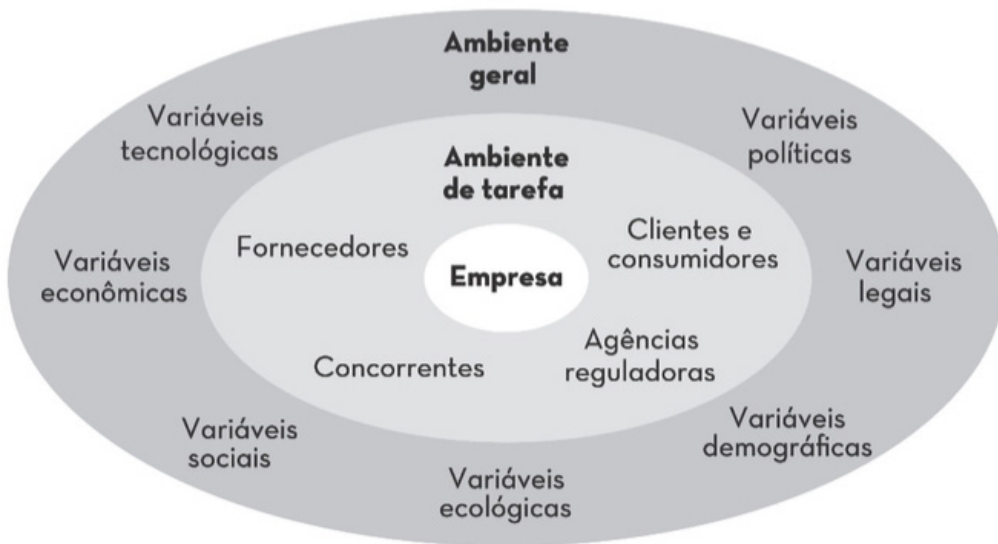 Ambiente
geral
Variáveis
tecnológicas
Variáveis
políticas
Ambiente
de tarefa
Fornecedores
Clientes e
consumidores
Variáveis
econômicas
Empresa
Variáveis
legais
Concorrentes
Agências
reguladoras
Variáveis
sociais
Variáveis
demográficas
Variáveis
ecológicas